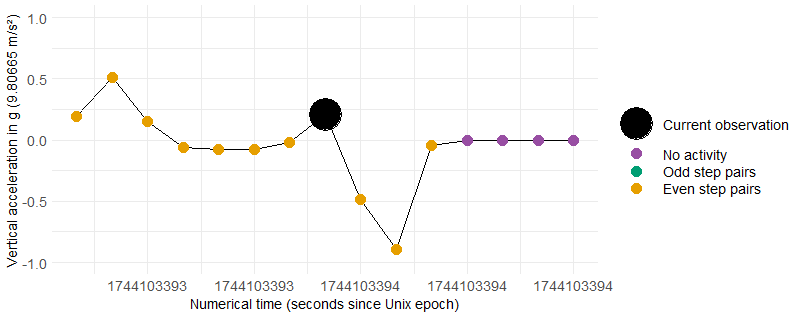 Vertical acceleration in g (9.80665 m/s²)
1.0
0.5
0.0
-0.5
-1.0
1744103393 1744103393 1744103394 1744103394 1744103394
Numerical time (seconds since Unix epoch)
Current observation
No activity
Odd step pairs
Even step pairs